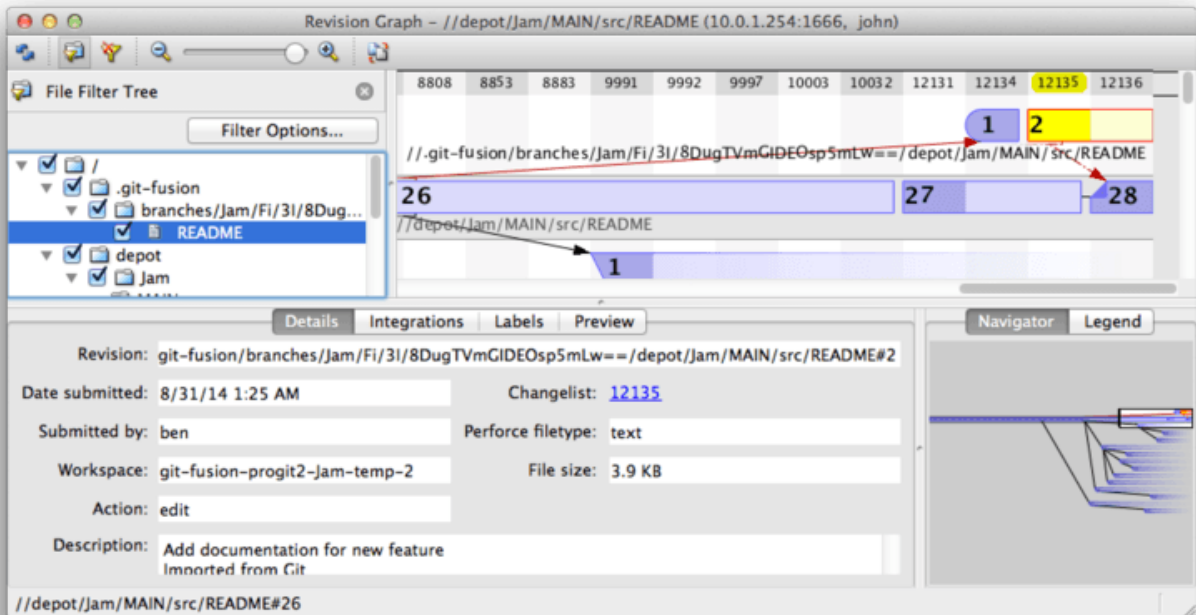 Revision Graph – //depot/Jam/MAIN/src/README (10.0.1.254:1666, john)
File Filter Tree
Filter Options...
/
.git-fusion
branches/Jam/Fi/3I/8Dug...
README
depot
Jam
8808 8853 8883 9991 9992 9997 10003 10032 12131 12134 12135 12136
1 2
//.git-fusion/branches/Jam/Fi/3I/8DugTVmGIDEOsp5mLw==/depot/Jam/MAIN/src/README
26 27 28
//depot/Jam/MAIN/src/README
1
Details Integrations Labels Preview
Revision: git-fusion/branches/Jam/Fi/3I/8DugTVmGIDEOsp5mLw==/depot/Jam/MAIN/src/README#2
Date submitted: 8/31/14 1:25 AM Changelist: 12135
Submitted by: ben Perforce filetype: text
Workspace: git-fusion-progit2-Jam-temp-2 File size: 3.9 KB
Action: edit
Description: Add documentation for new feature
Imported from Git
Navigator Legend
//depot/Jam/MAIN/src/README#26